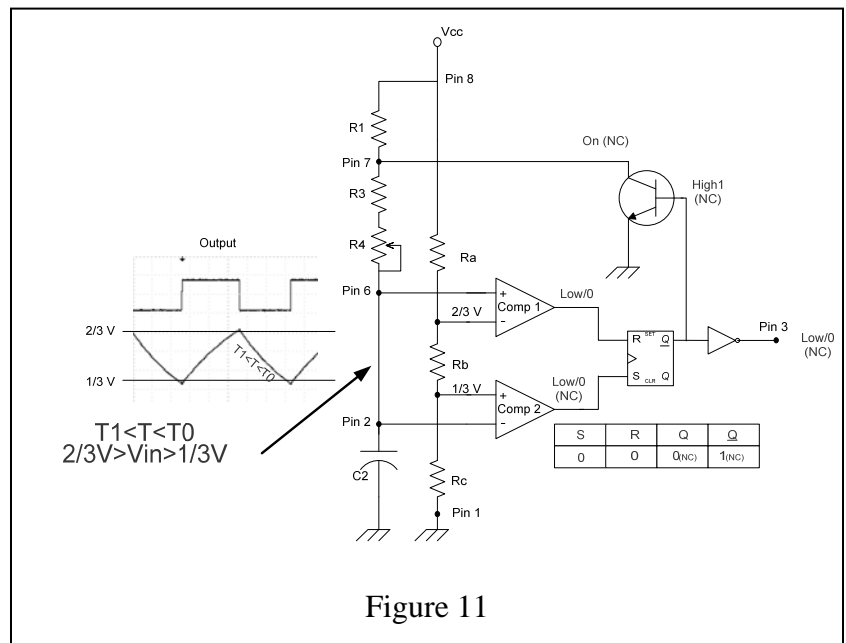 Vcc
Pin 8
R1
On (NC)
Pin 7
High1
(NC)
R3
Output
R4
Ra
Pin 6
Low/0
+
Comp 1
-
2/3 V
2/3 V
Pin 3
R SET Q
Low/0
(NC)
T1<T<T0
Rb
1/3 V
1/3 V
Low/0
(NC)
S CLR Q
+
Comp 2
-
Pin 2
T1<T<T0
2/3V>Vin>1/3V
S R Q Q
0 0 0(NC) 1(NC)
C2
Rc
Pin 1
Figure 11